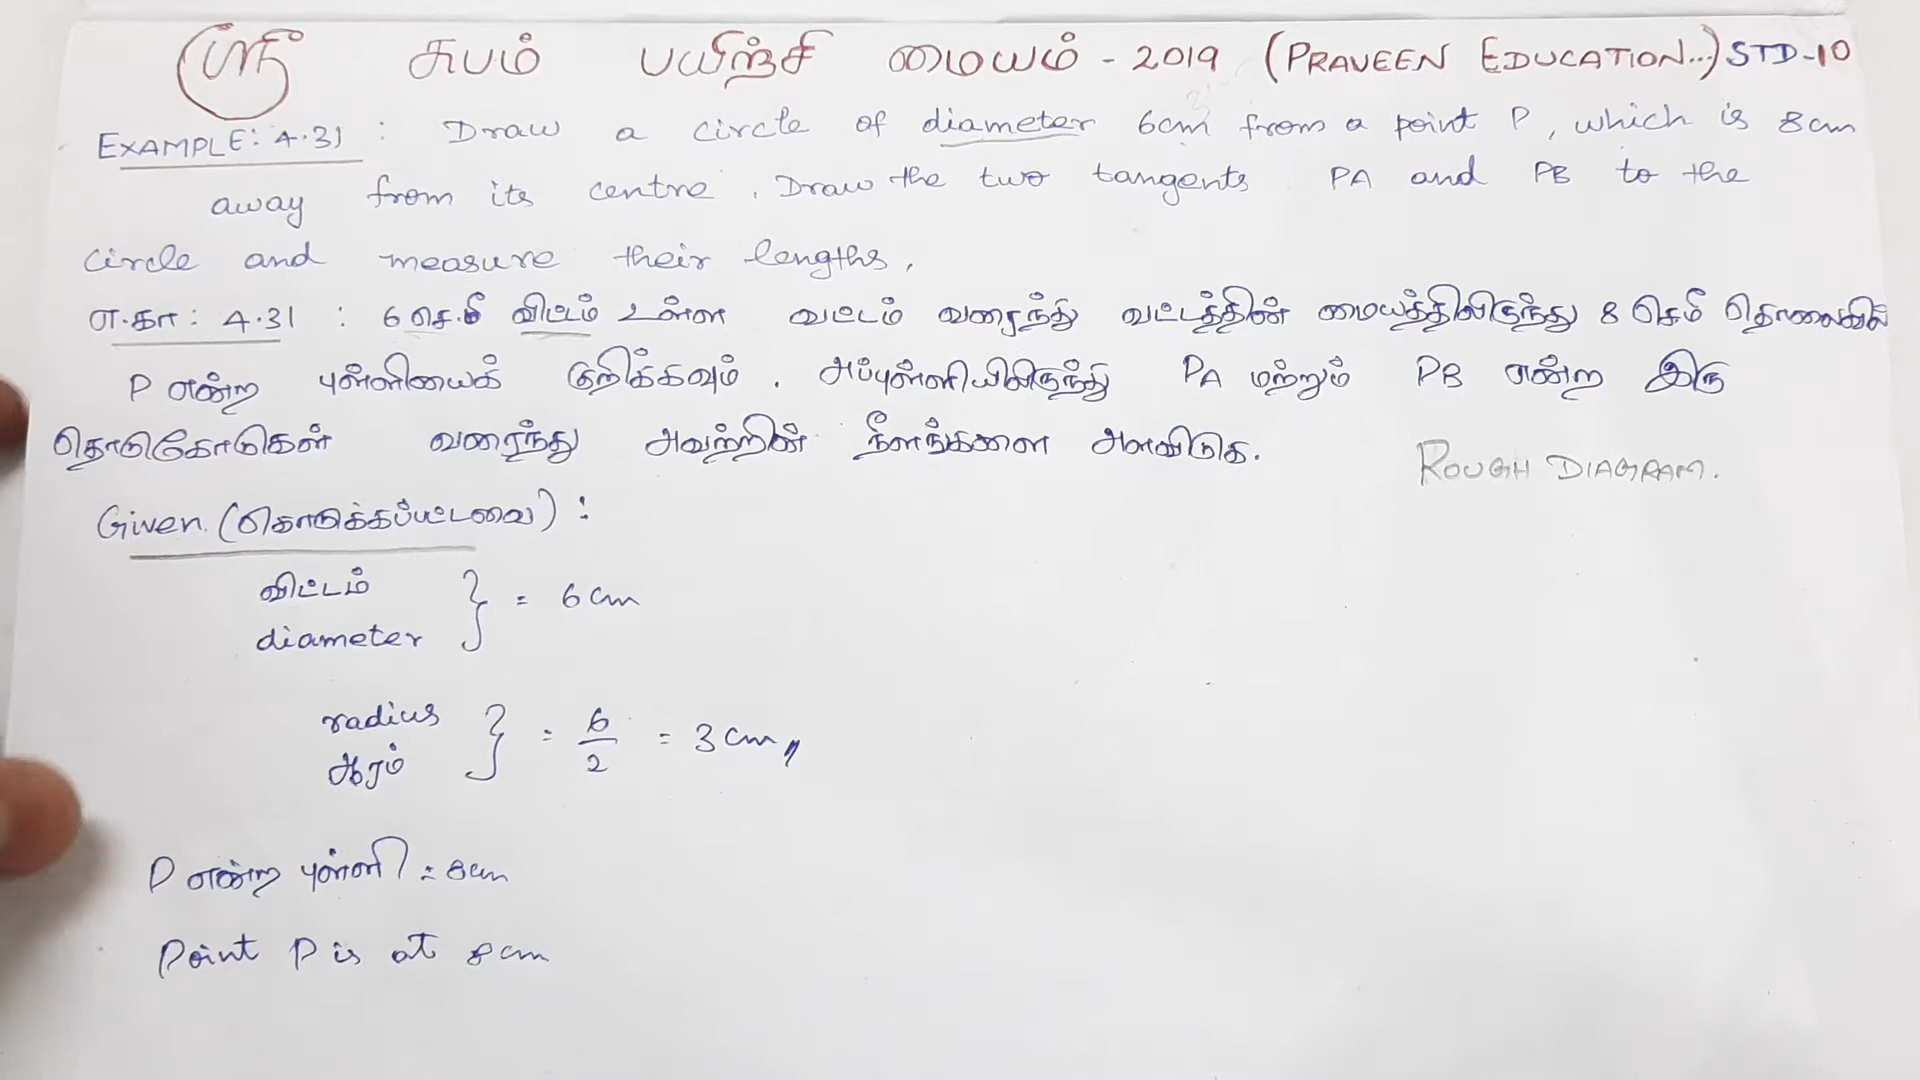 ஸ்ரீ சுபம் பயிற்சி மையம் - 2019 (PRAVEEN EDUCATION...) STD-10
EXAMPLE: 4.31 : Draw a circle of diameter 6cm from a point P, which is 8cm
away from its centre. Draw the two tangents PA and PB to the
circle and measure their lengths.
எ.கா: 4.31 : 6 செ.மீ விட்டம் உள்ள வட்டம் வரைந்து வட்டத்தின் மையத்திலிருந்து 8 செமீ தொலைவில்
P என்ற புள்ளியைக் குறிக்கவும். அப்புள்ளியிலிருந்து PA மற்றும் PB என்ற இரு
தொடுகோடுகள் வரைந்து அவற்றின் நீளங்களை அளவிடுக.
ROUGH DIAGRAM.
Given (கொடுக்கப்பட்டவை) :
விட்டம்
diameter } = 6cm
radius
ஆரம் } = 6/2 = 3cm,,
P என்ற புள்ளி = 8cm
Point P is at 8cm